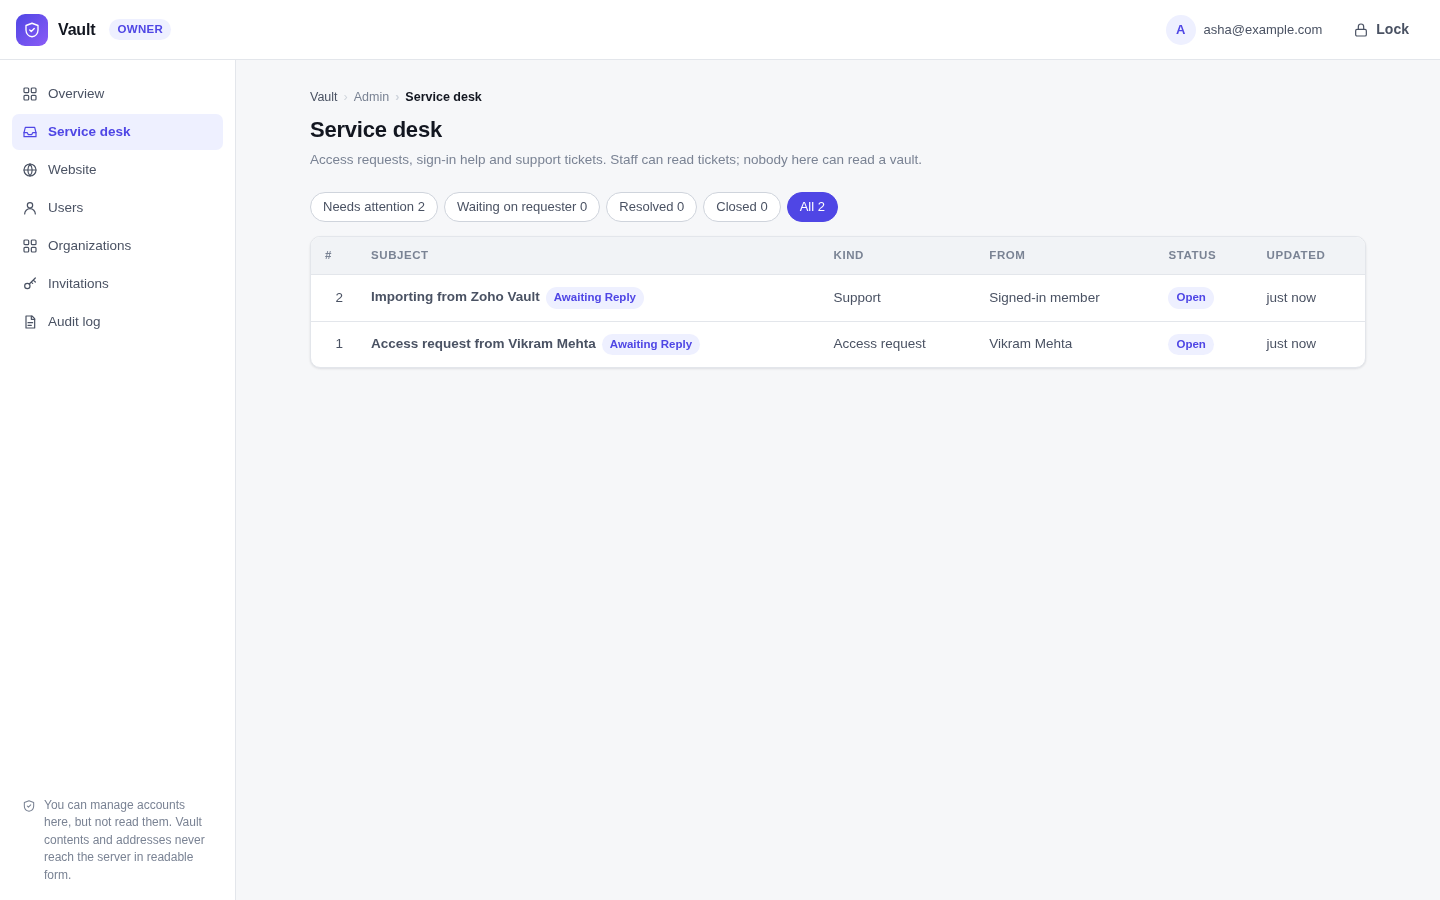 Vault OWNER
A asha@example.com Lock
Overview
Service desk
Website
Users
Organizations
Invitations
Audit log
You can manage accounts
here, but not read them. Vault
contents and addresses never
reach the server in readable
form.
Vault › Admin › Service desk
Service desk
Access requests, sign-in help and support tickets. Staff can read tickets; nobody here can read a vault.
Needs attention 2 Waiting on requester 0 Resolved 0 Closed 0 All 2
# SUBJECT KIND FROM STATUS UPDATED
2 Importing from Zoho Vault Awaiting Reply Support Signed-in member Open just now
1 Access request from Vikram Mehta Awaiting Reply Access request Vikram Mehta Open just now